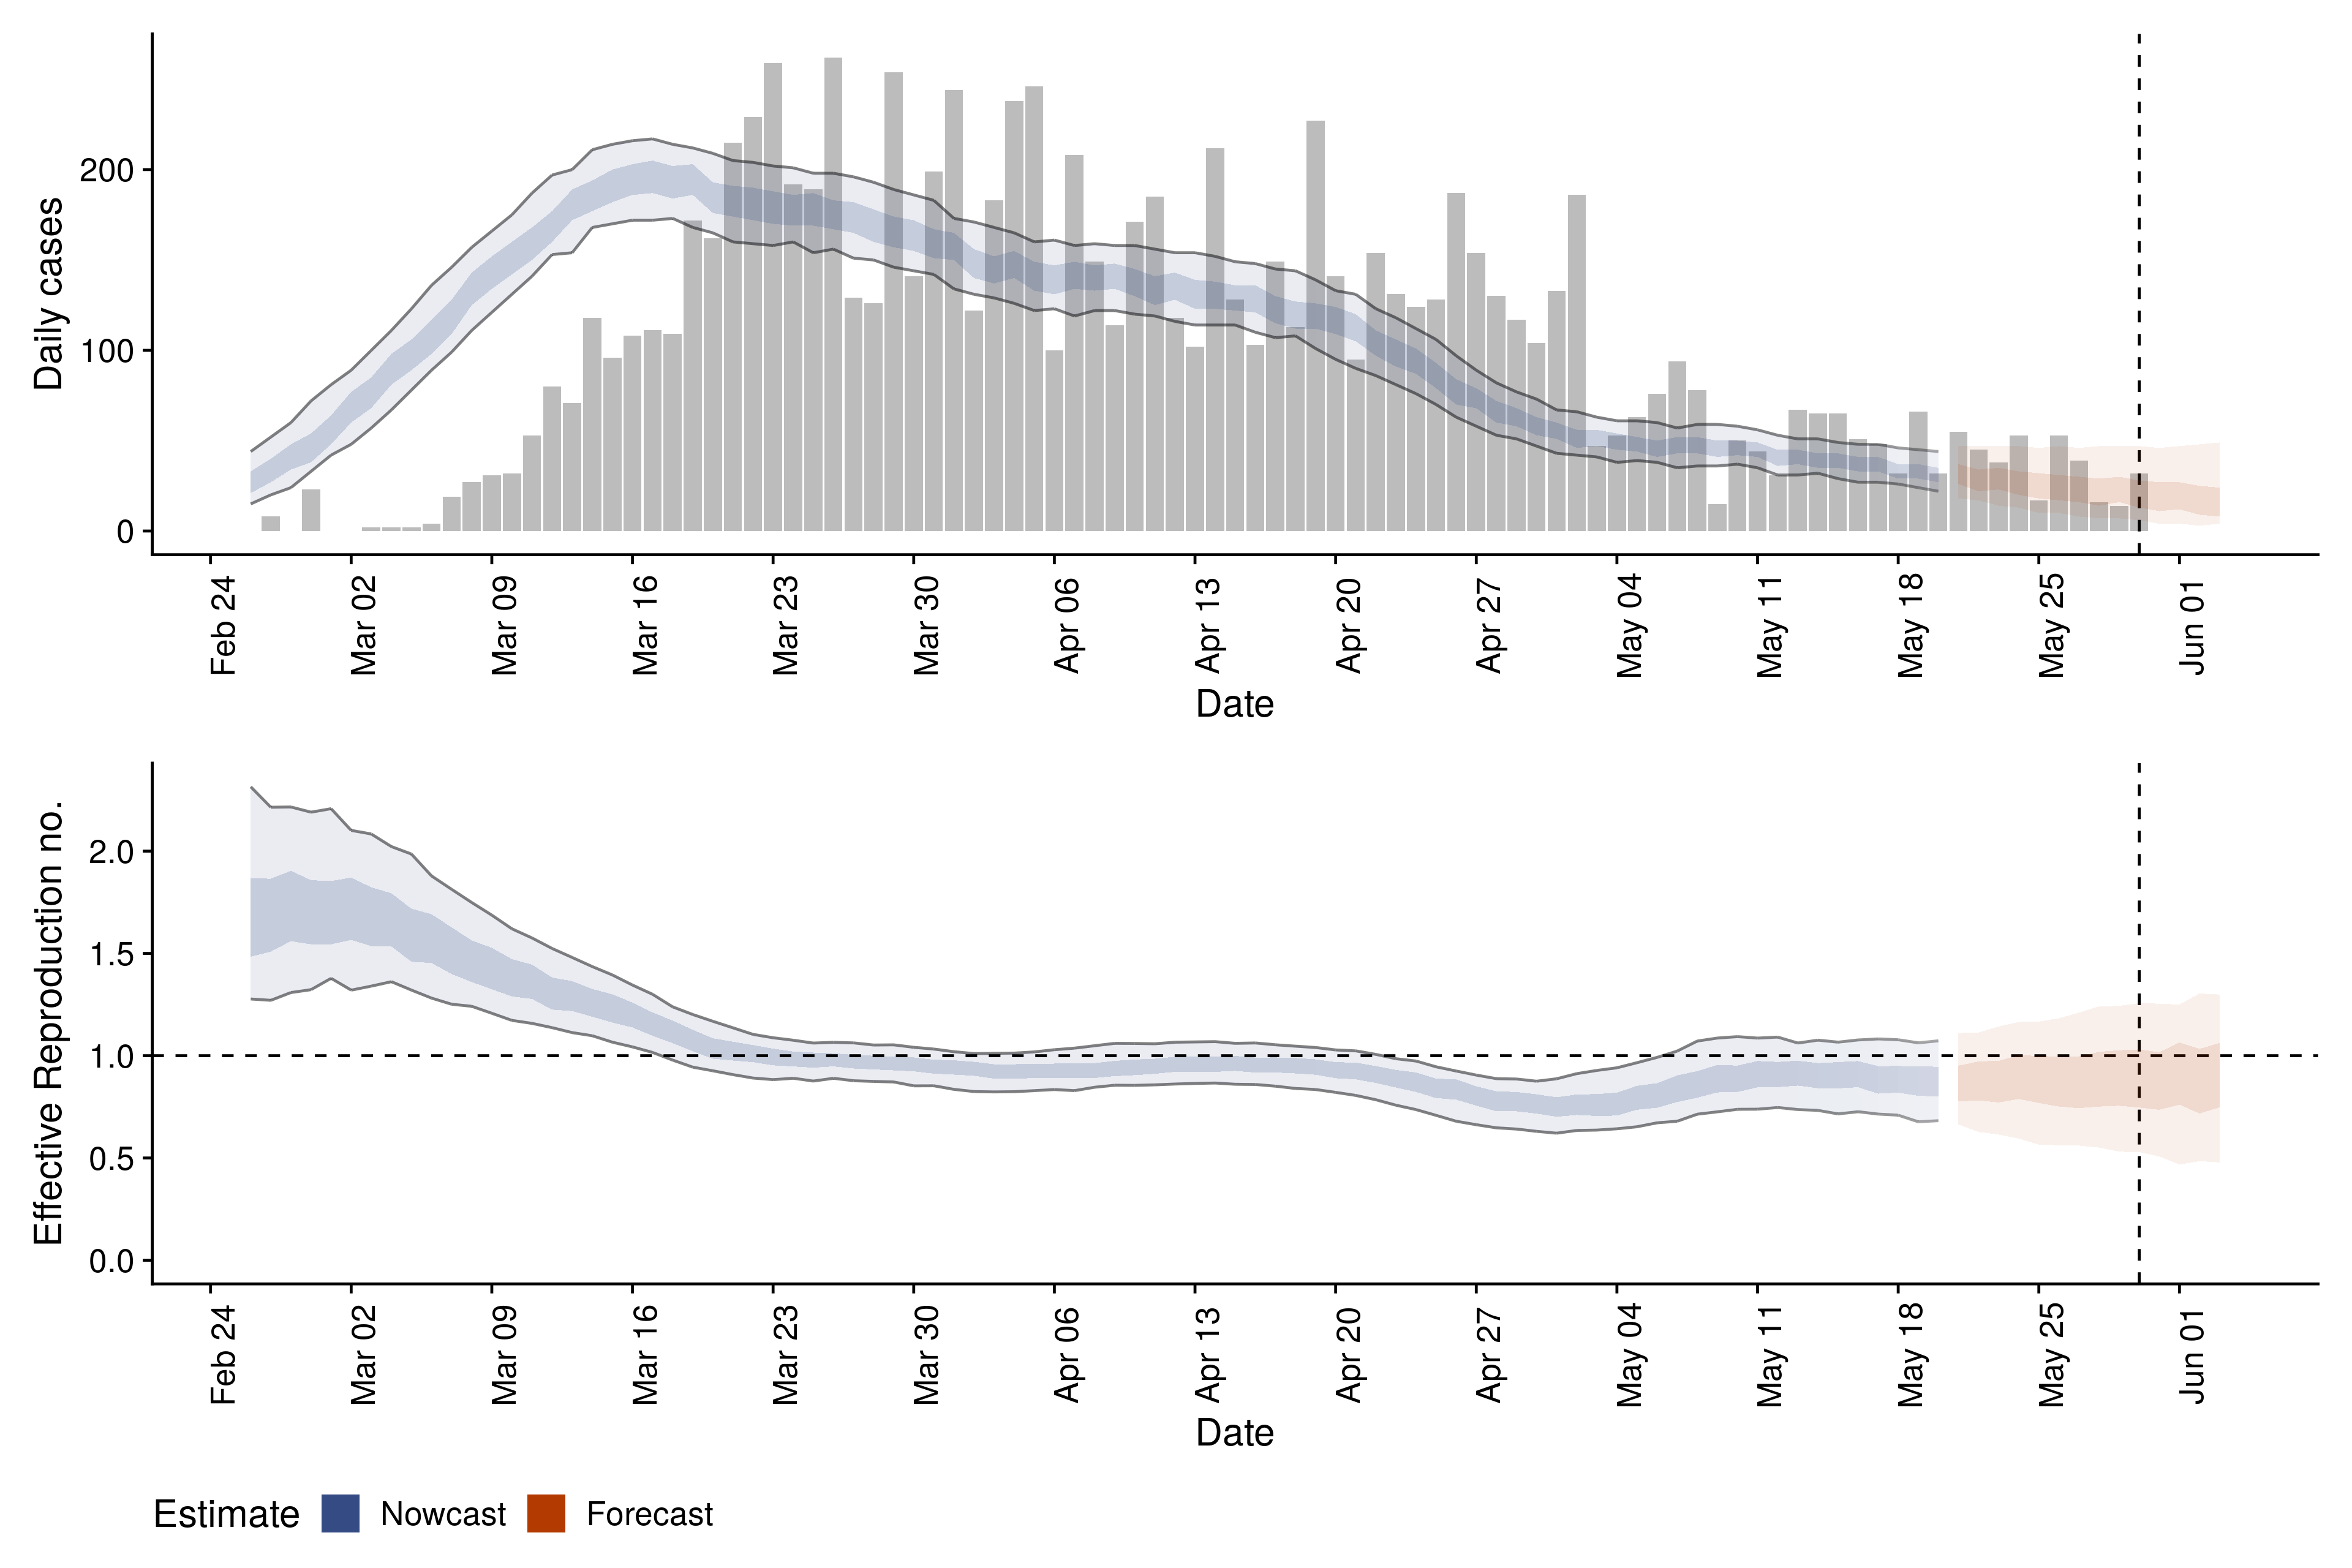 Daily cases
200
100
0
Feb 24
Mar 02
Mar 09
Mar 16
Mar 23
Mar 30
Apr 06
Apr 13
Apr 20
Apr 27
May 04
May 11
May 18
May 25
Jun 01
Date
Effective Reproduction no.
2.0
1.5
1.0
0.5
0.0
Feb 24
Mar 02
Mar 09
Mar 16
Mar 23
Mar 30
Apr 06
Apr 13
Apr 20
Apr 27
May 04
May 11
May 18
May 25
Jun 01
Date
Estimate Nowcast Forecast